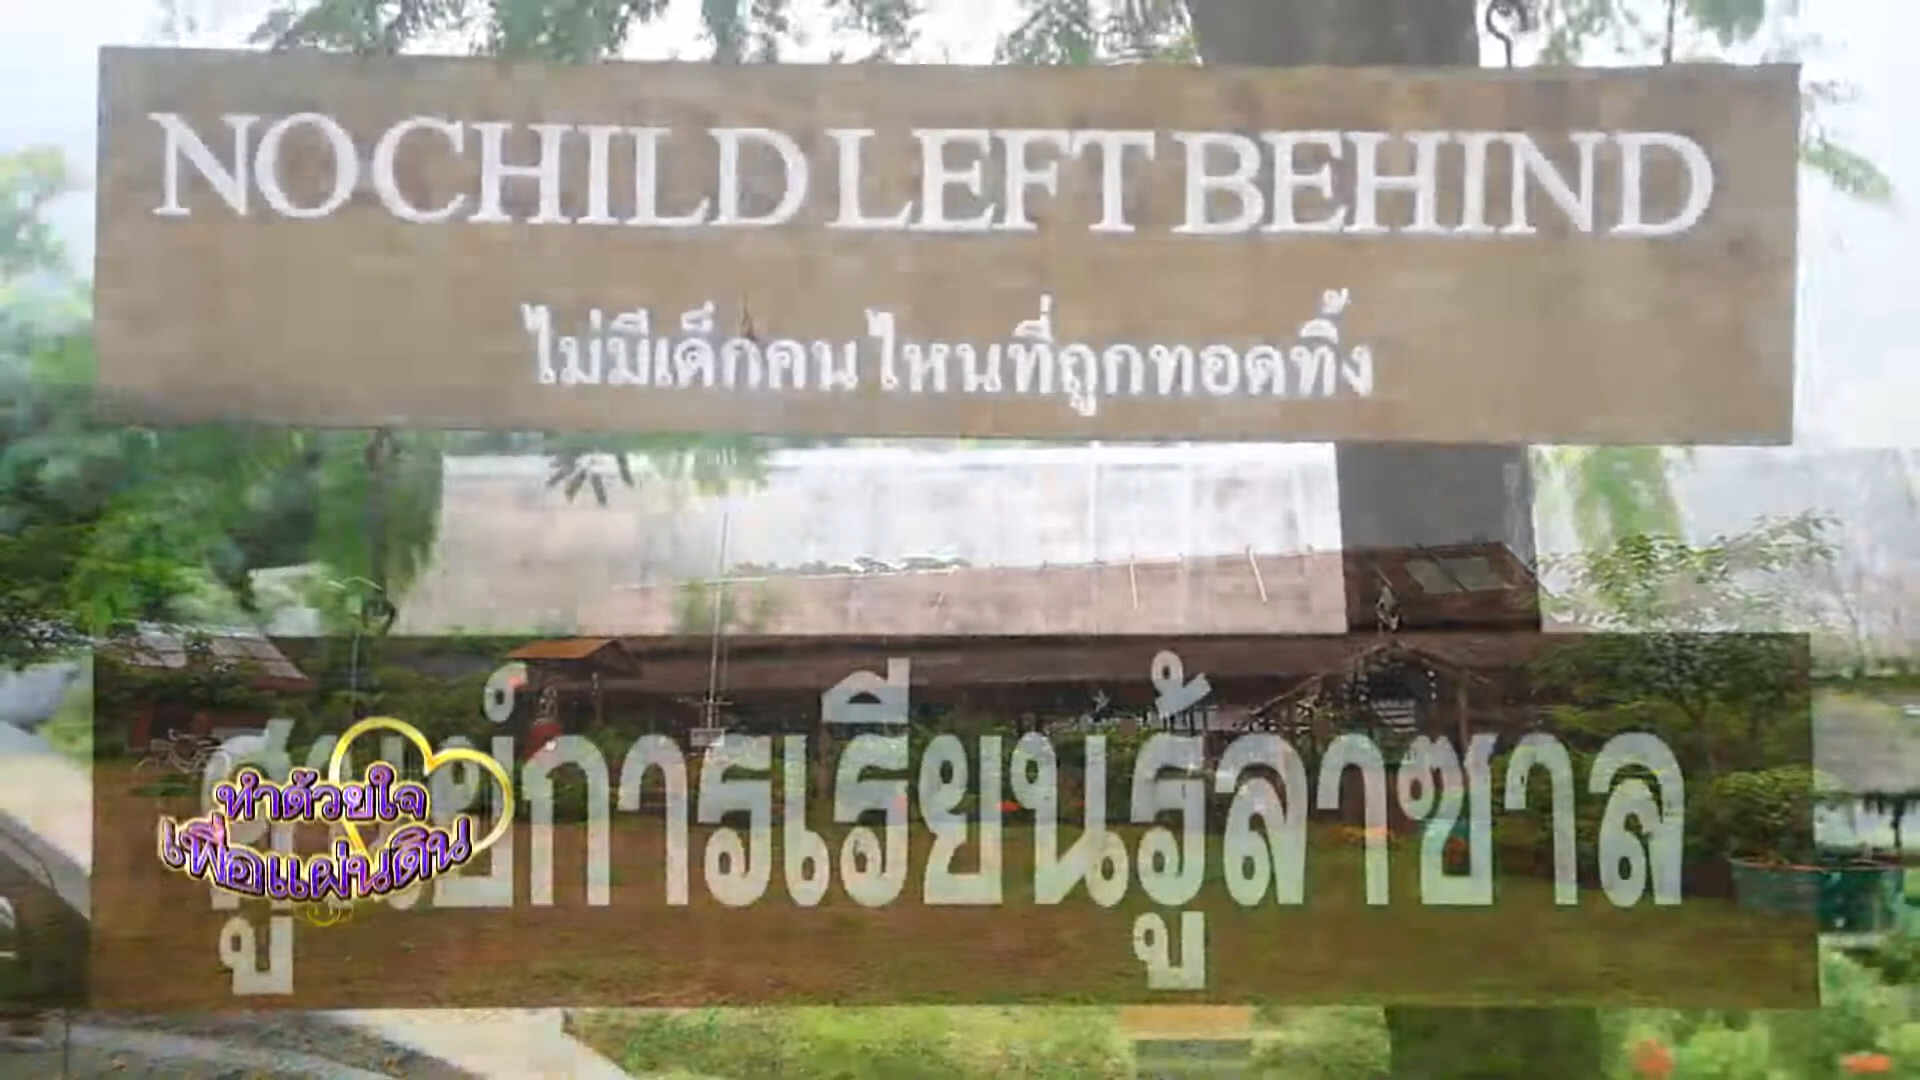 NO CHILD LEFT BEHIND
ไม่มีเด็กคนไหนที่ถูกทอดทิ้ง
ศูนย์การเรียนรู้ลาซาล
ทำด้วยใจ
เพื่อแผ่นดิน